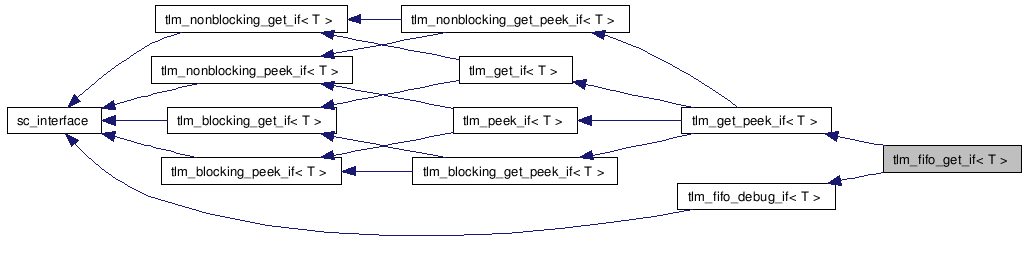 tlm_nonblocking_get_if< T >
tlm_nonblocking_get_peek_if< T >
tlm_nonblocking_peek_if< T >
tlm_get_if< T >
sc_interface
tlm_blocking_get_if< T >
tlm_peek_if< T >
tlm_get_peek_if< T >
tlm_fifo_get_if< T >
tlm_blocking_peek_if< T >
tlm_blocking_get_peek_if< T >
tlm_fifo_debug_if< T >